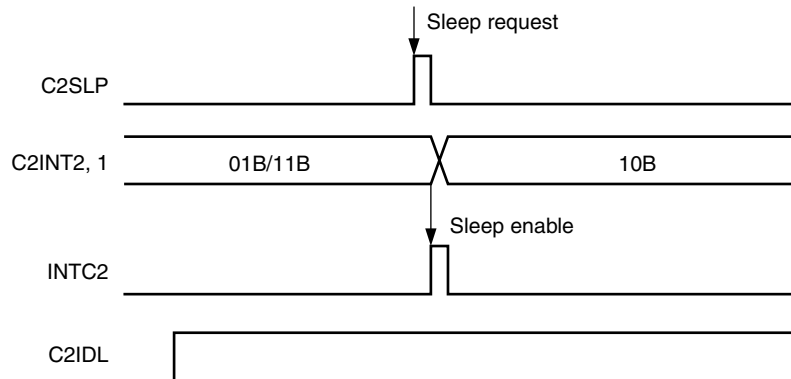 Sleep request
C2SLP
C2INT2, 1
01B/11B
10B
Sleep enable
INTC2
C2IDL